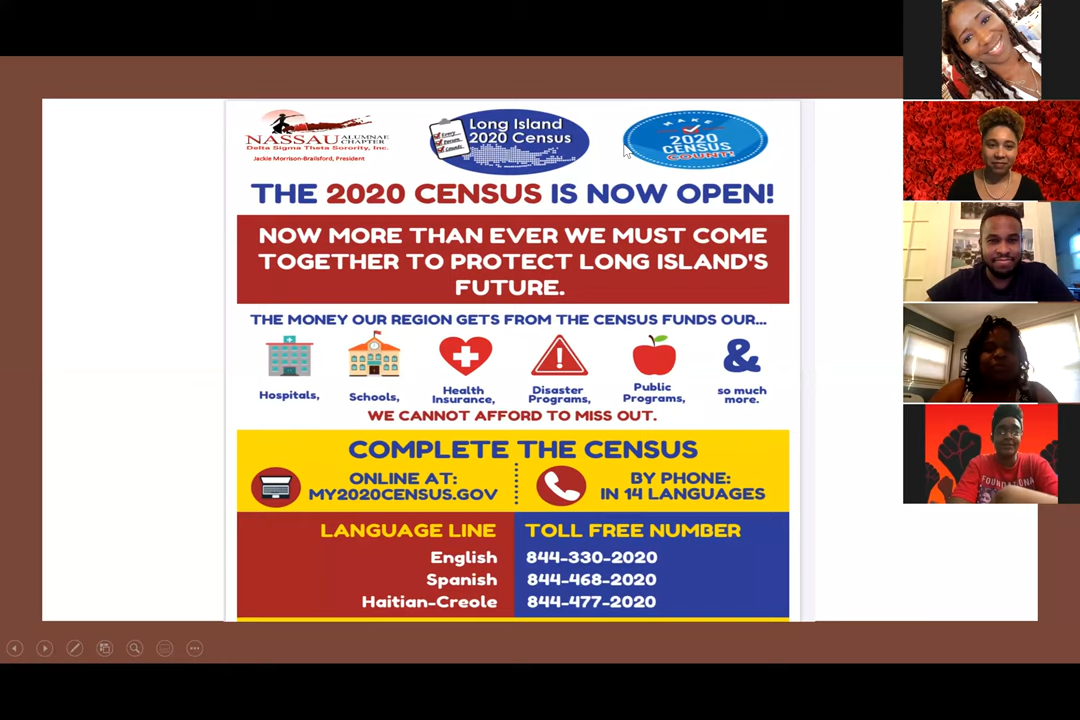 NASSAU ALUMNAE CHAPTER
Delta Sigma Theta Sorority, Inc.
Jackie Morrison-Brailsford, President
Every
Person
Counts
Long Island
2020 Census
MAKE
2020
CENSUS
COUNT!
THE 2020 CENSUS IS NOW OPEN!
NOW MORE THAN EVER WE MUST COME
TOGETHER TO PROTECT LONG ISLAND'S
FUTURE.
THE MONEY OUR REGION GETS FROM THE CENSUS FUNDS OUR...
Hospitals,
Schools,
Health
Insurance,
Disaster
Programs,
Public
Programs,
&
so much
more.
WE CANNOT AFFORD TO MISS OUT.
COMPLETE THE CENSUS
ONLINE AT:
MY2020CENSUS.GOV
BY PHONE:
IN 14 LANGUAGES
LANGUAGE LINE TOLL FREE NUMBER
English 844-330-2020
Spanish 844-468-2020
Haitian-Creole 844-477-2020